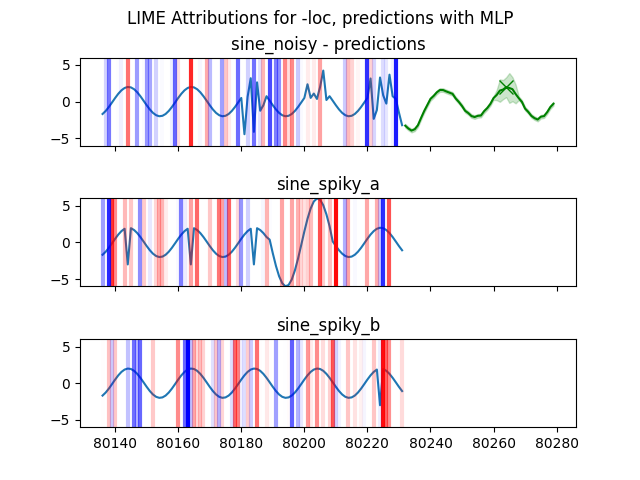 LIME Attributions for -loc, predictions with MLP
sine_noisy - predictions
5
0
−5
sine_spiky_a
5
0
−5
sine_spiky_b
5
0
−5
80140 80160 80180 80200 80220 80240 80260 80280